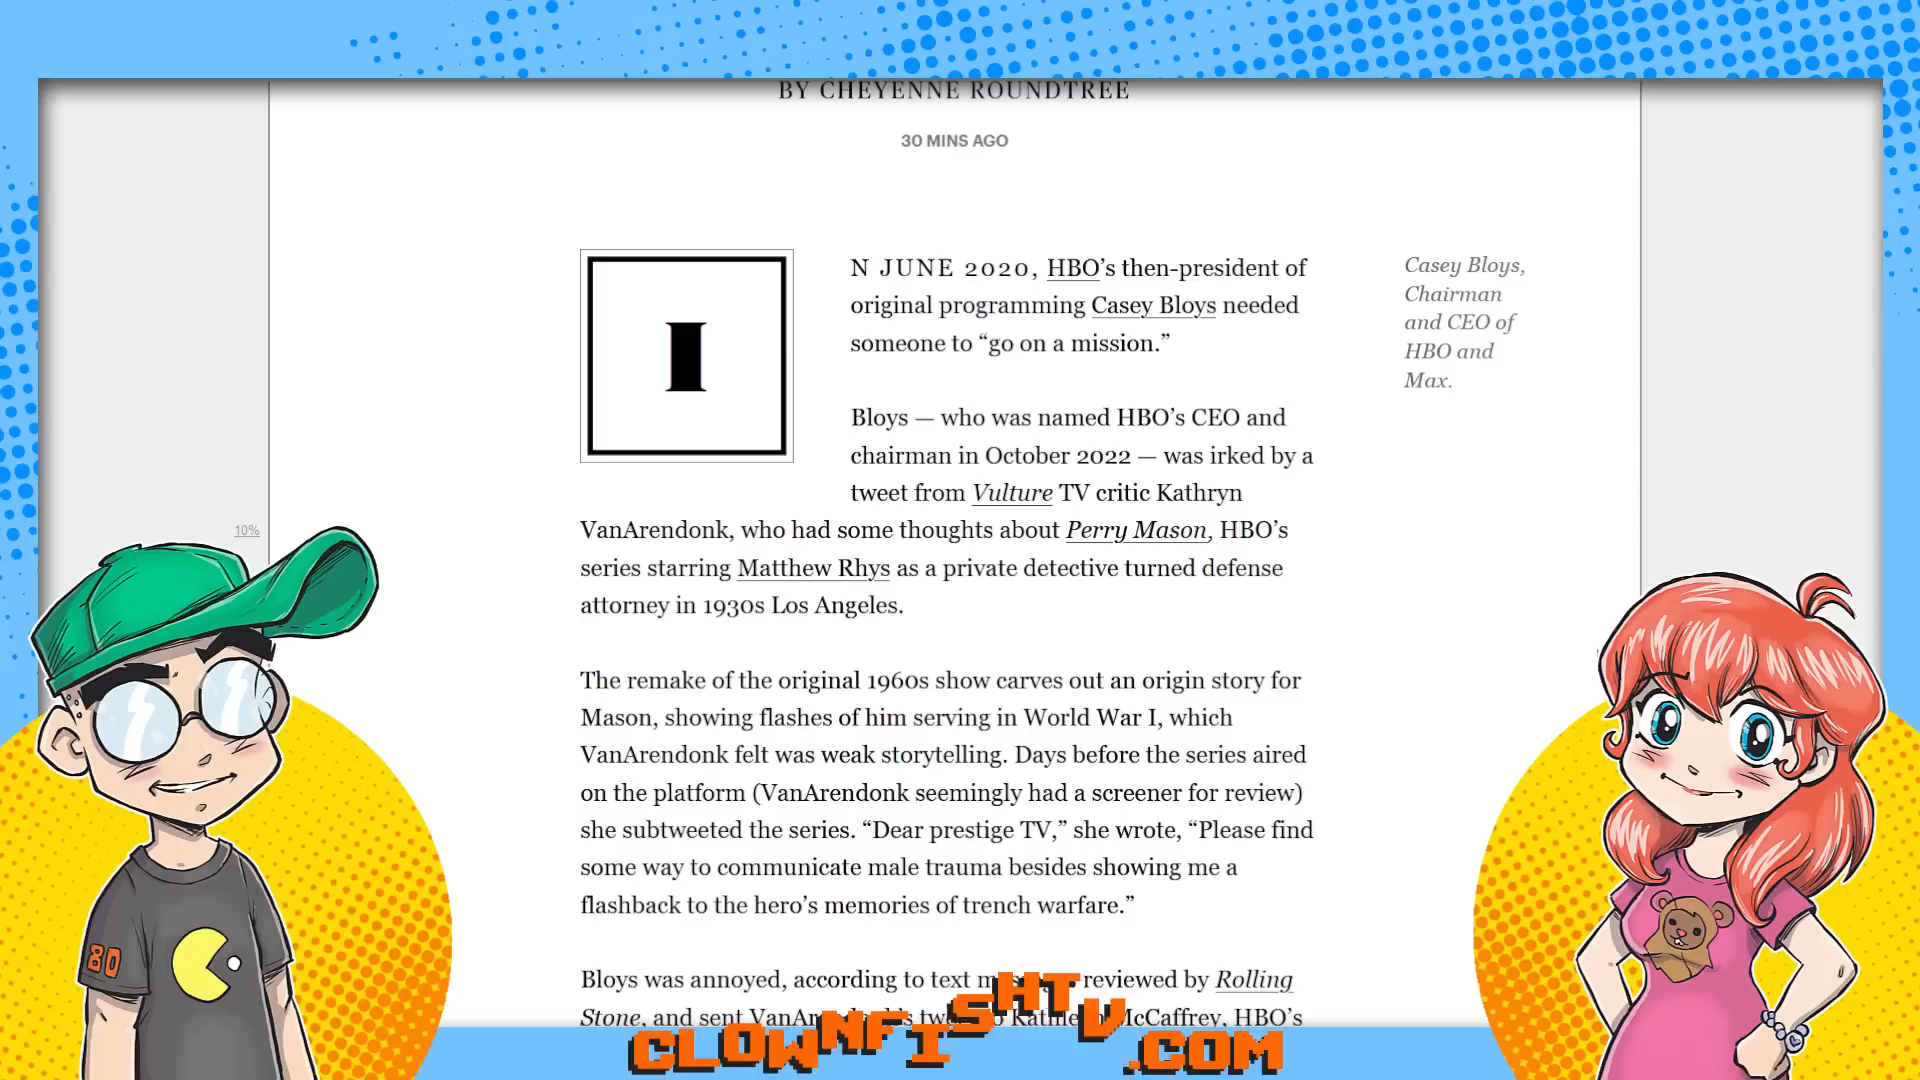 BY CHEYENNE ROUNDTREE
30 MINS AGO
I
N JUNE 2020, HBO’s then-president of
original programming Casey Bloys needed
someone to “go on a mission.”
Bloys — who was named HBO’s CEO and
chairman in October 2022 — was irked by a
tweet from Vulture TV critic Kathryn
VanArendonk, who had some thoughts about Perry Mason, HBO’s
series starring Matthew Rhys as a private detective turned defense
attorney in 1930s Los Angeles.
The remake of the original 1960s show carves out an origin story for
Mason, showing flashes of him serving in World War I, which
VanArendonk felt was weak storytelling. Days before the series aired
on the platform (VanArendonk seemingly had a screener for review)
she subtweeted the series. “Dear prestige TV,” she wrote, “Please find
some way to communicate male trauma besides showing me a
flashback to the hero’s memories of trench warfare.”
Bloys was annoyed, according to text reviewed by Rolling
Stone, and sent McCaffrey, HBO’s
Casey Bloys,
Chairman
and CEO of
HBO and
Max.
10%
80
CLOWNFISHTV.COM